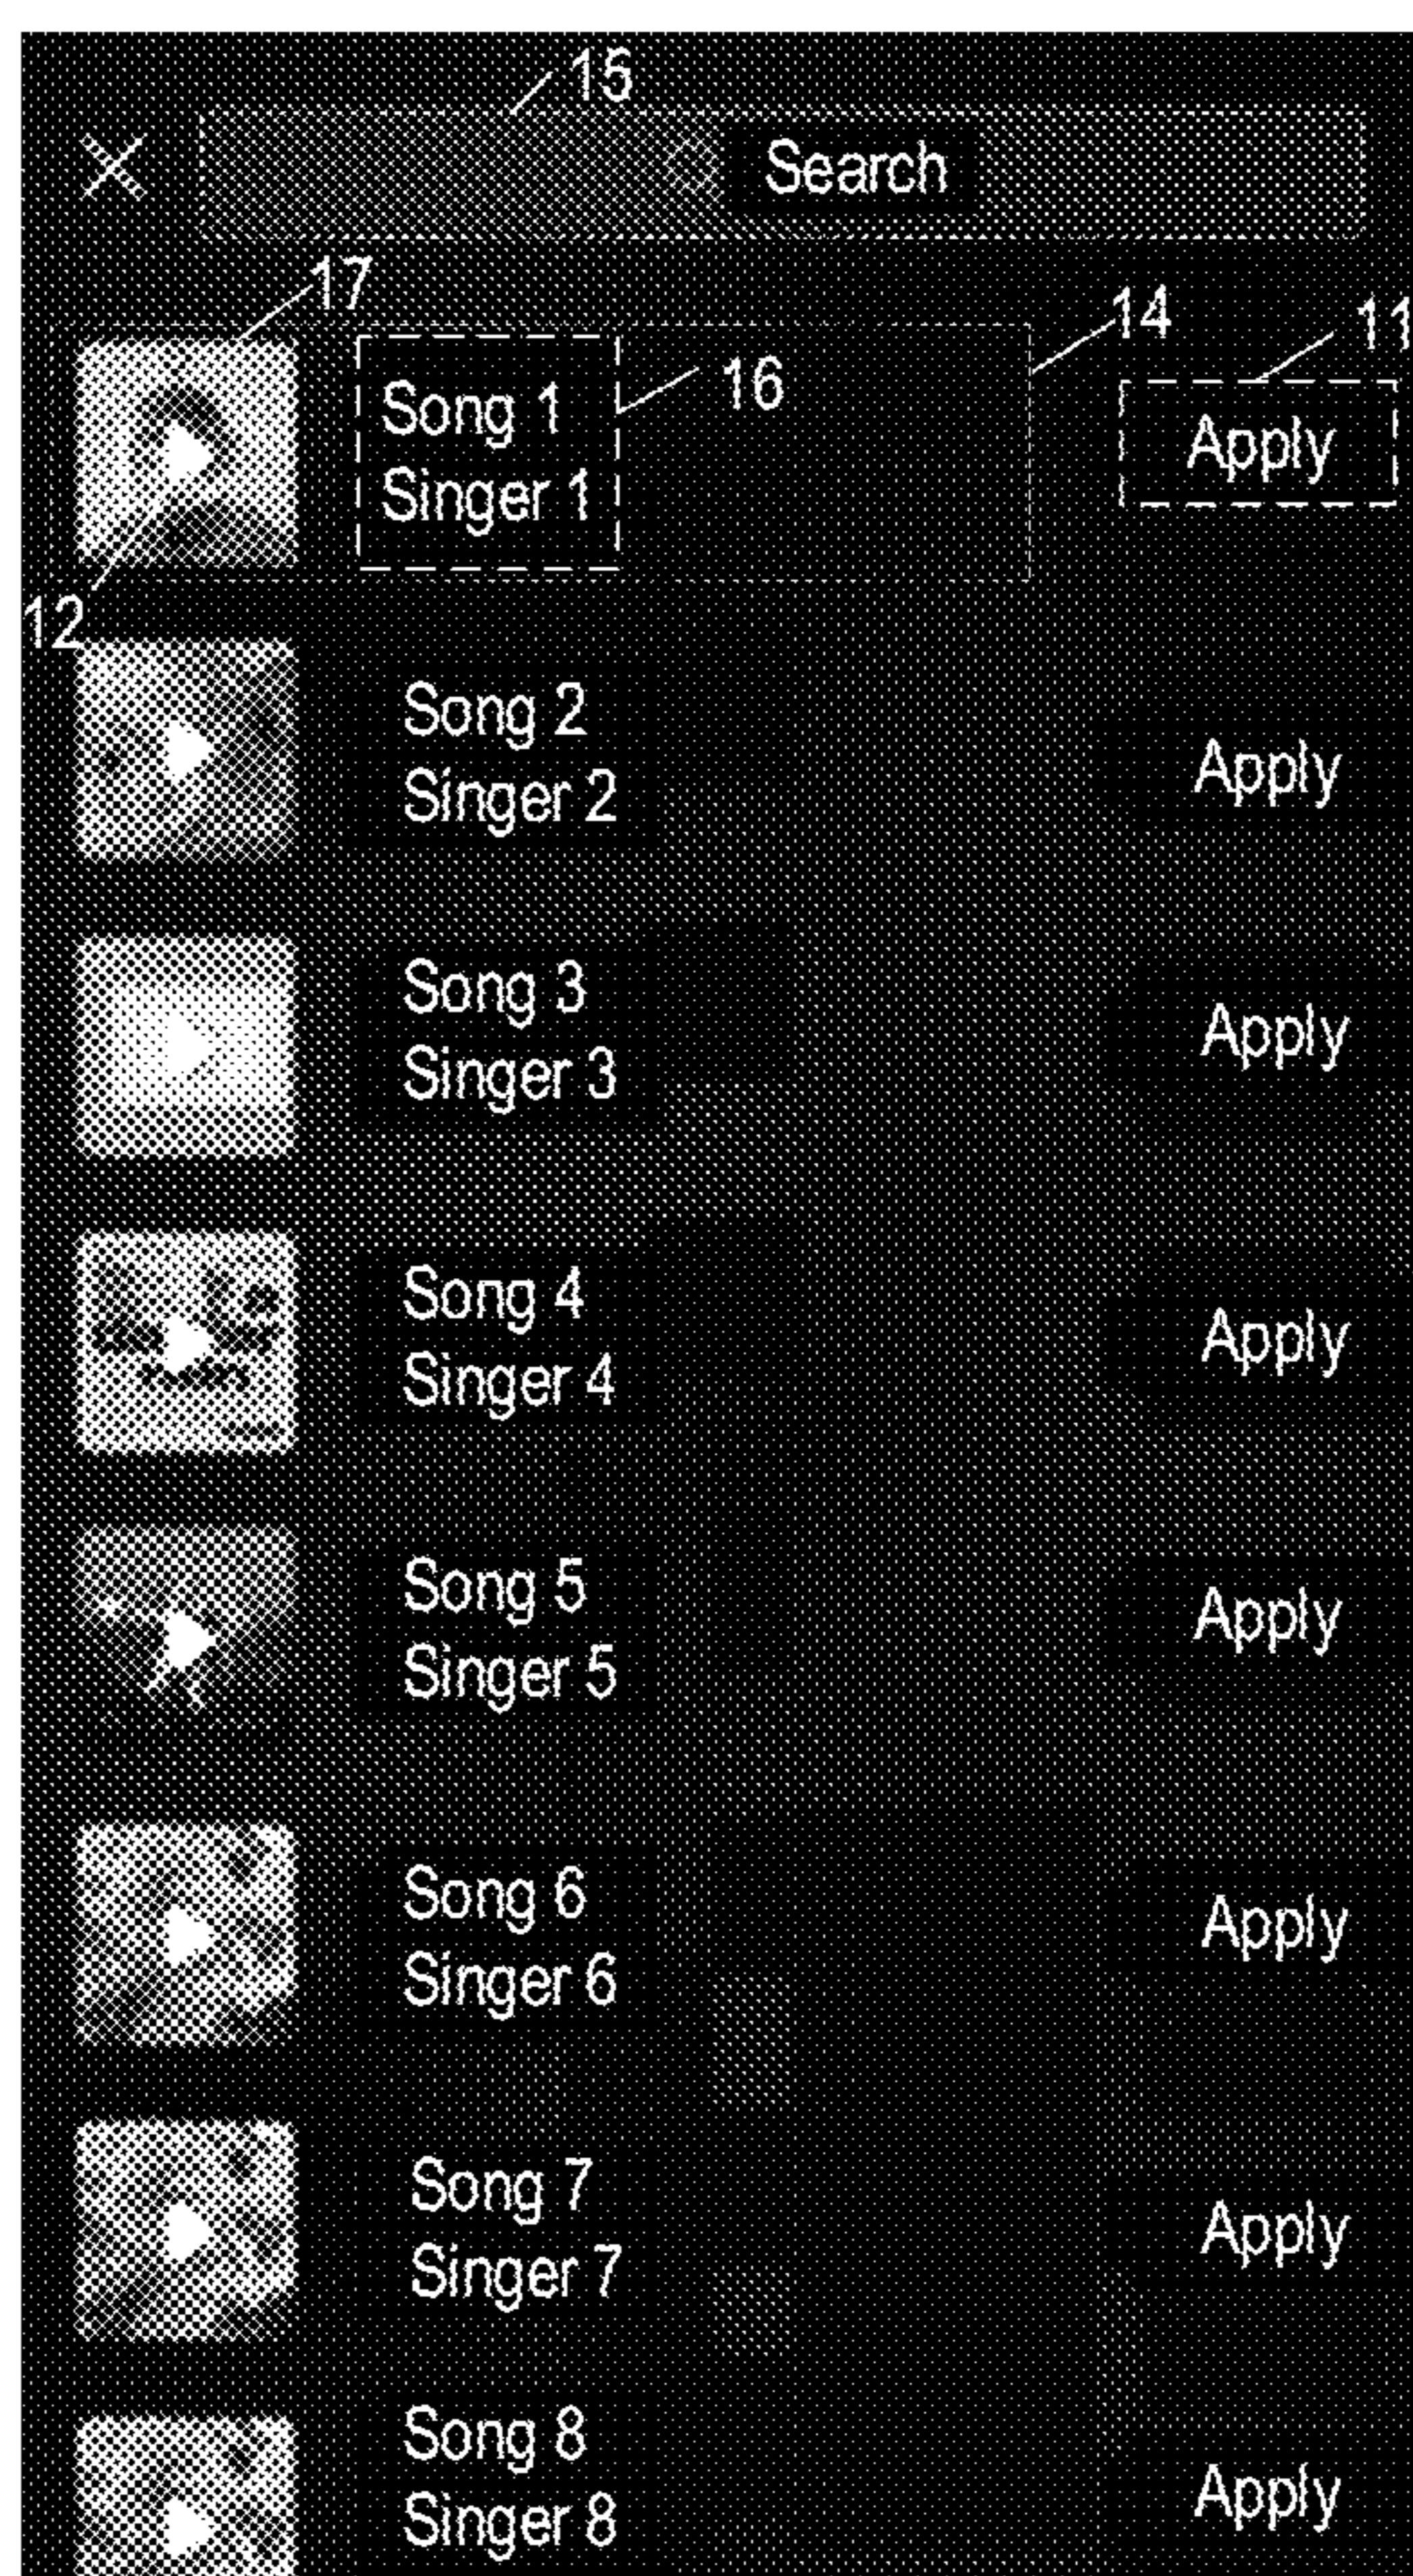 15
Search
17
14
11
16
Song 1
Singer 1
Apply
12
Song 2
Singer 2
Apply
Song 3
Singer 3
Apply
Song 4
Singer 4
Apply
Song 5
Singer 5
Apply
Song 6
Singer 6
Apply
Song 7
Singer 7
Apply
Song 8
Singer 8
Apply